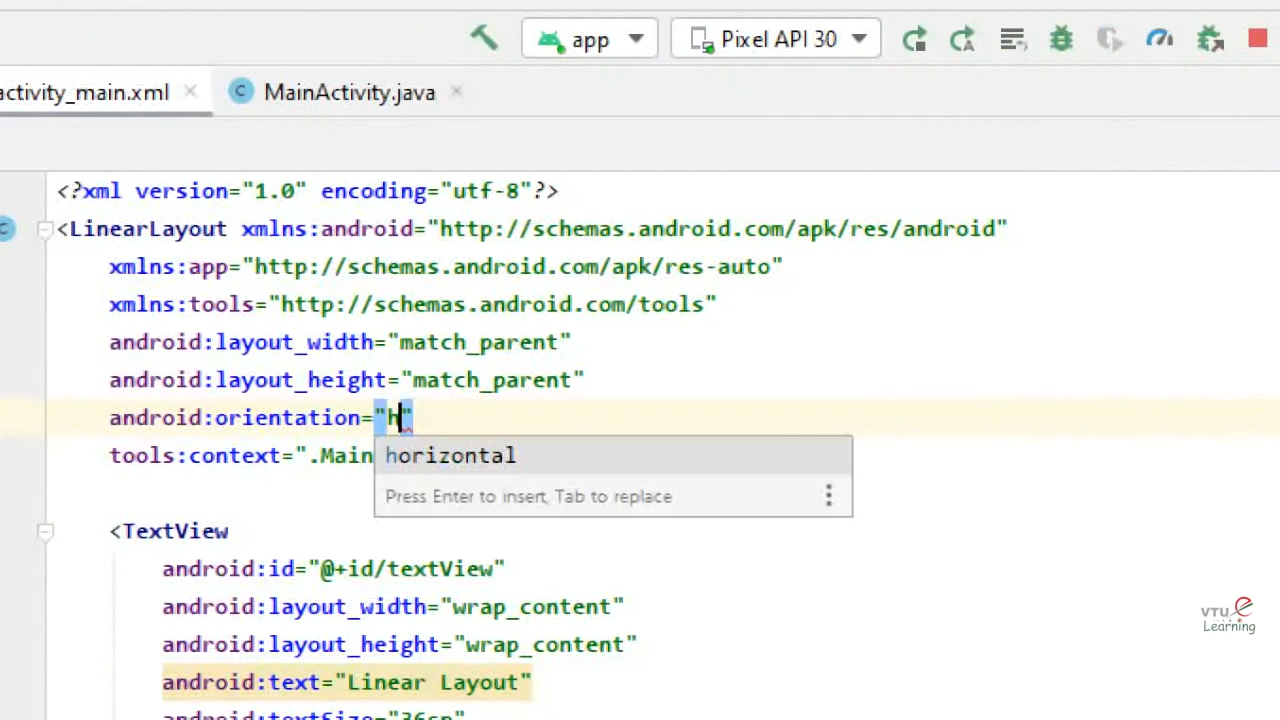 app
Pixel API 30
activity_main.xml
MainActivity.java
<?xml version="1.0" encoding="utf-8"?>
<LinearLayout xmlns:android="http://schemas.android.com/apk/res/android"
xmlns:app="http://schemas.android.com/apk/res-auto"
xmlns:tools="http://schemas.android.com/tools"
android:layout_width="match_parent"
android:layout_height="match_parent"
android:orientation="h"
tools:context=".Main
horizontal
Press Enter to insert, Tab to replace
<TextView
android:id="@+id/textView"
android:layout_width="wrap_content"
android:layout_height="wrap_content"
android:text="Linear Layout"
android:textSize="36sp"
VTU e
Learning